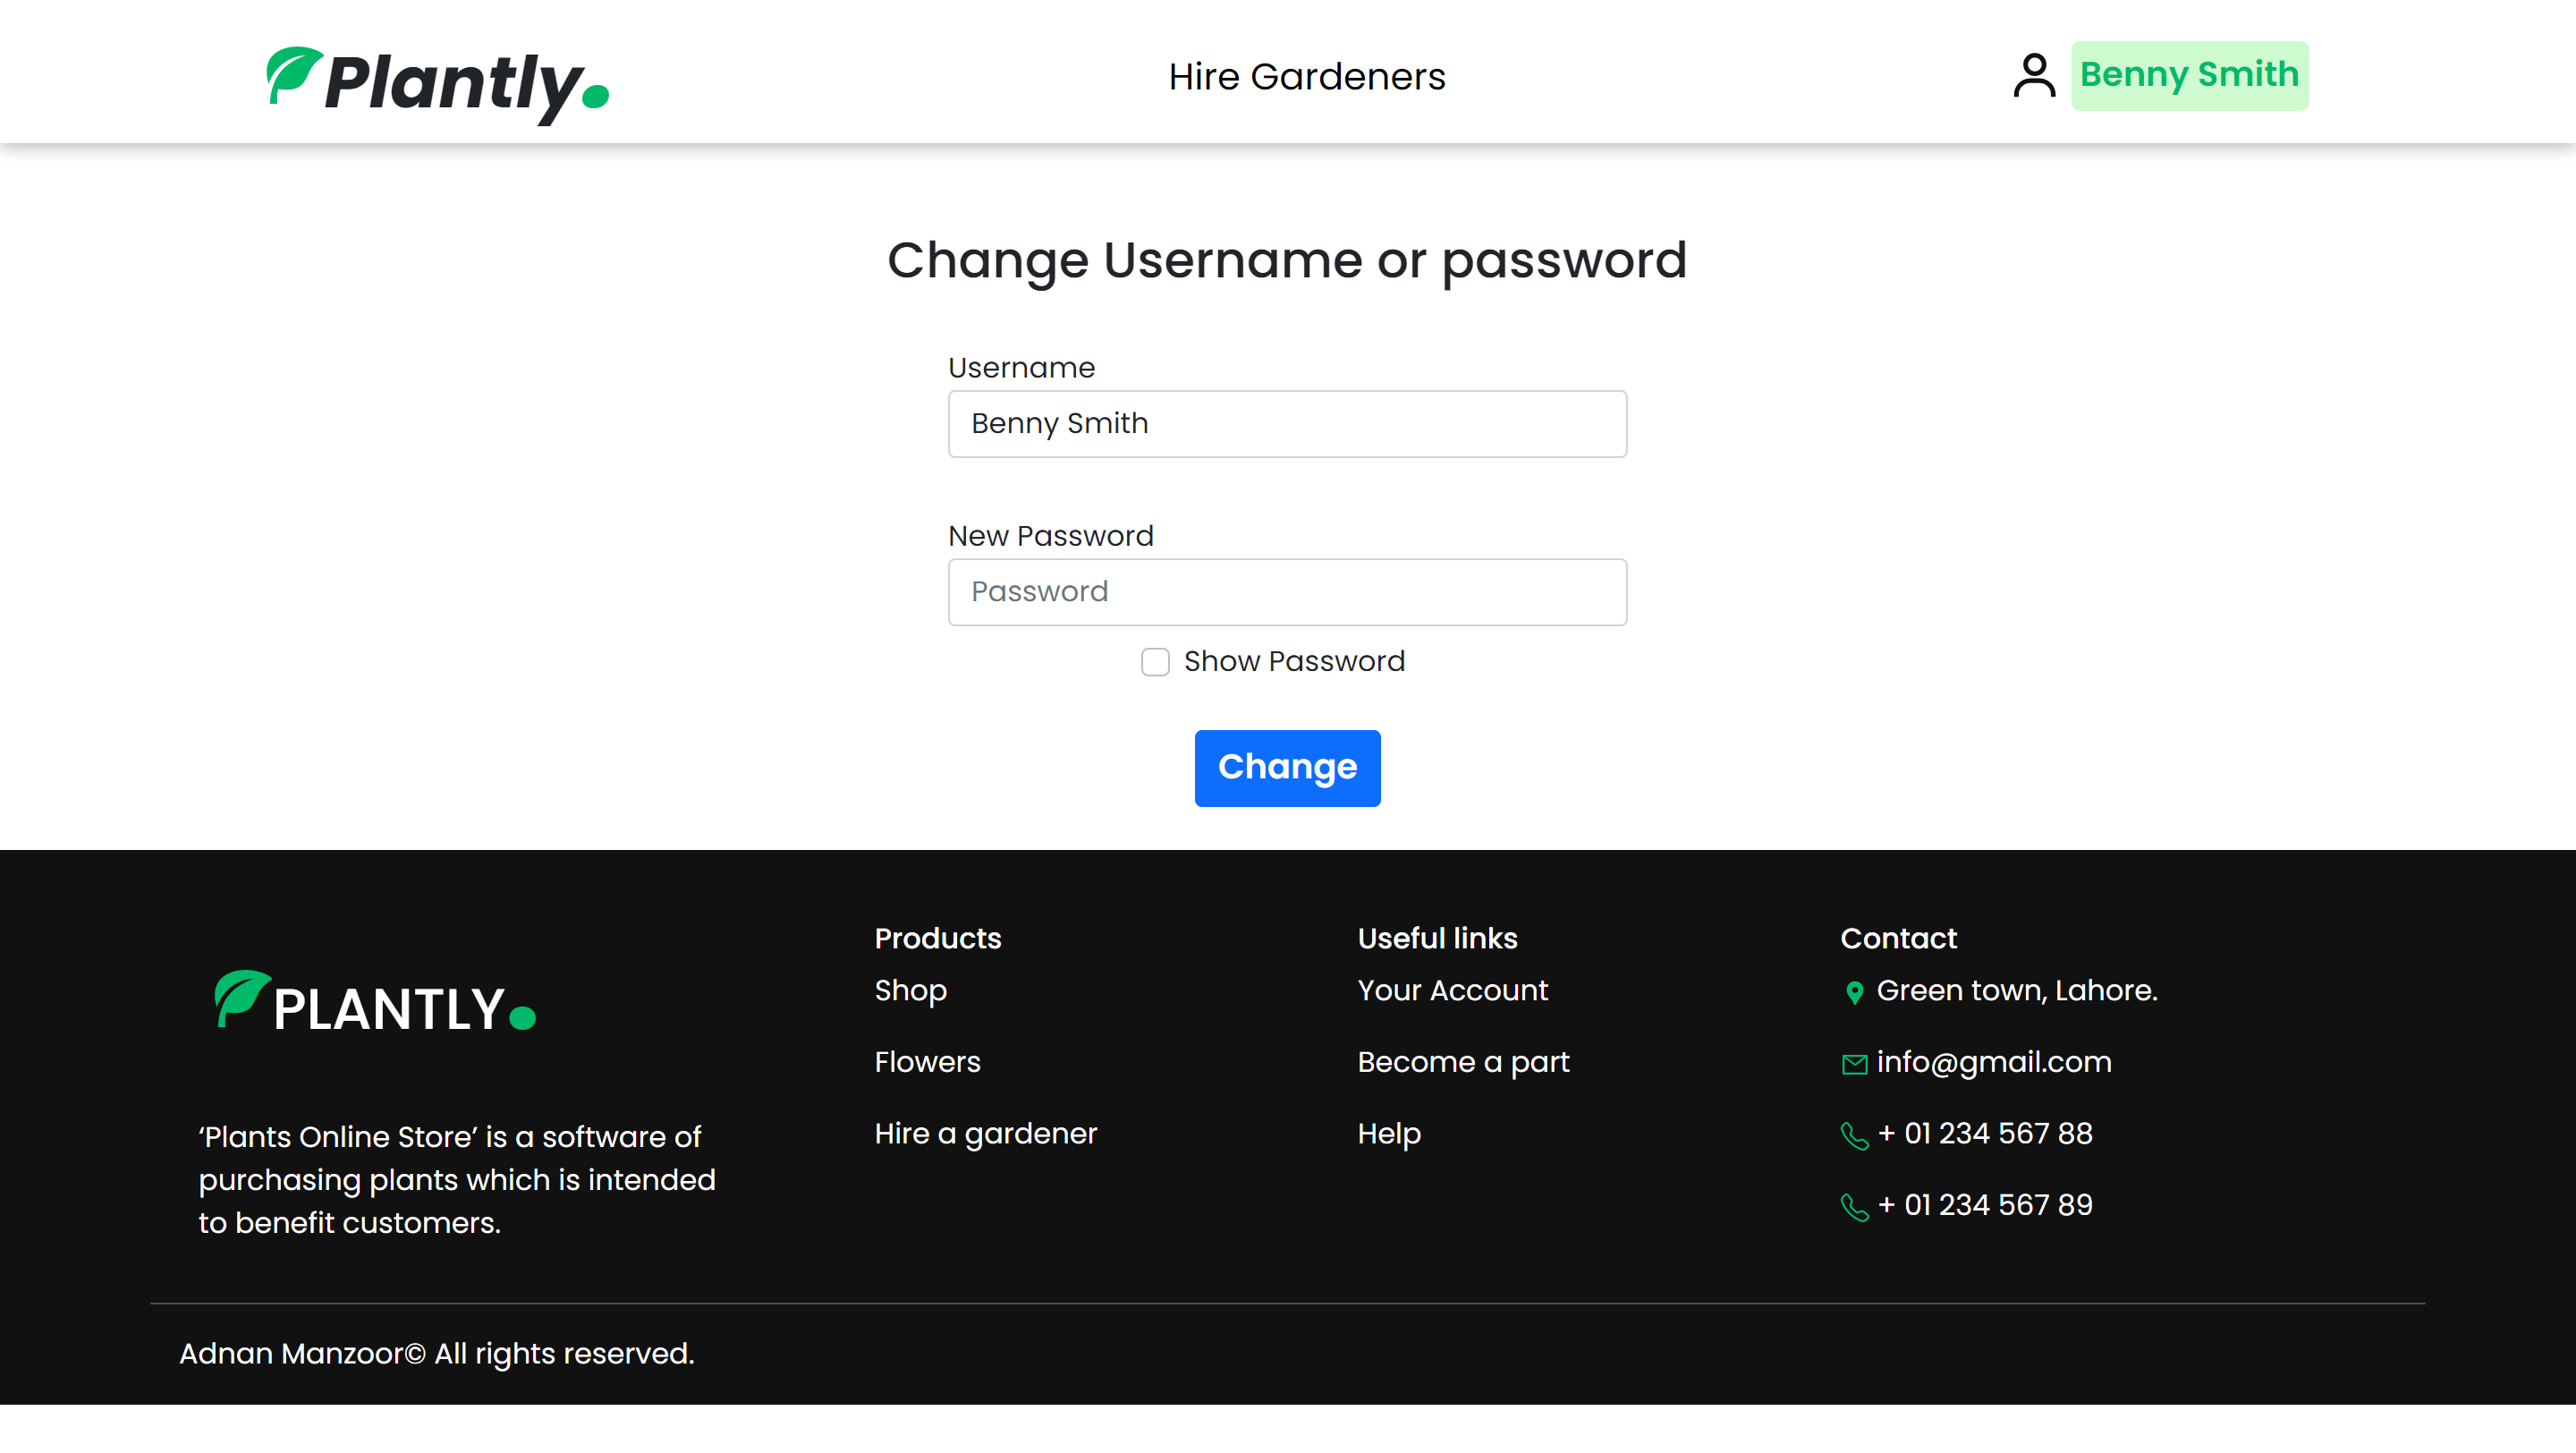 Plantly
Hire Gardeners
Benny Smith
Change Username or password
Username
Benny Smith
New Password
Password
Show Password
Change
PLANTLY
‘Plants Online Store’ is a software of
purchasing plants which is intended
to benefit customers.
Products
Shop
Flowers
Hire a gardener
Useful links
Your Account
Become a part
Help
Contact
Green town, Lahore.
info@gmail.com
+ 01 234 567 88
+ 01 234 567 89
Adnan Manzoor© All rights reserved.